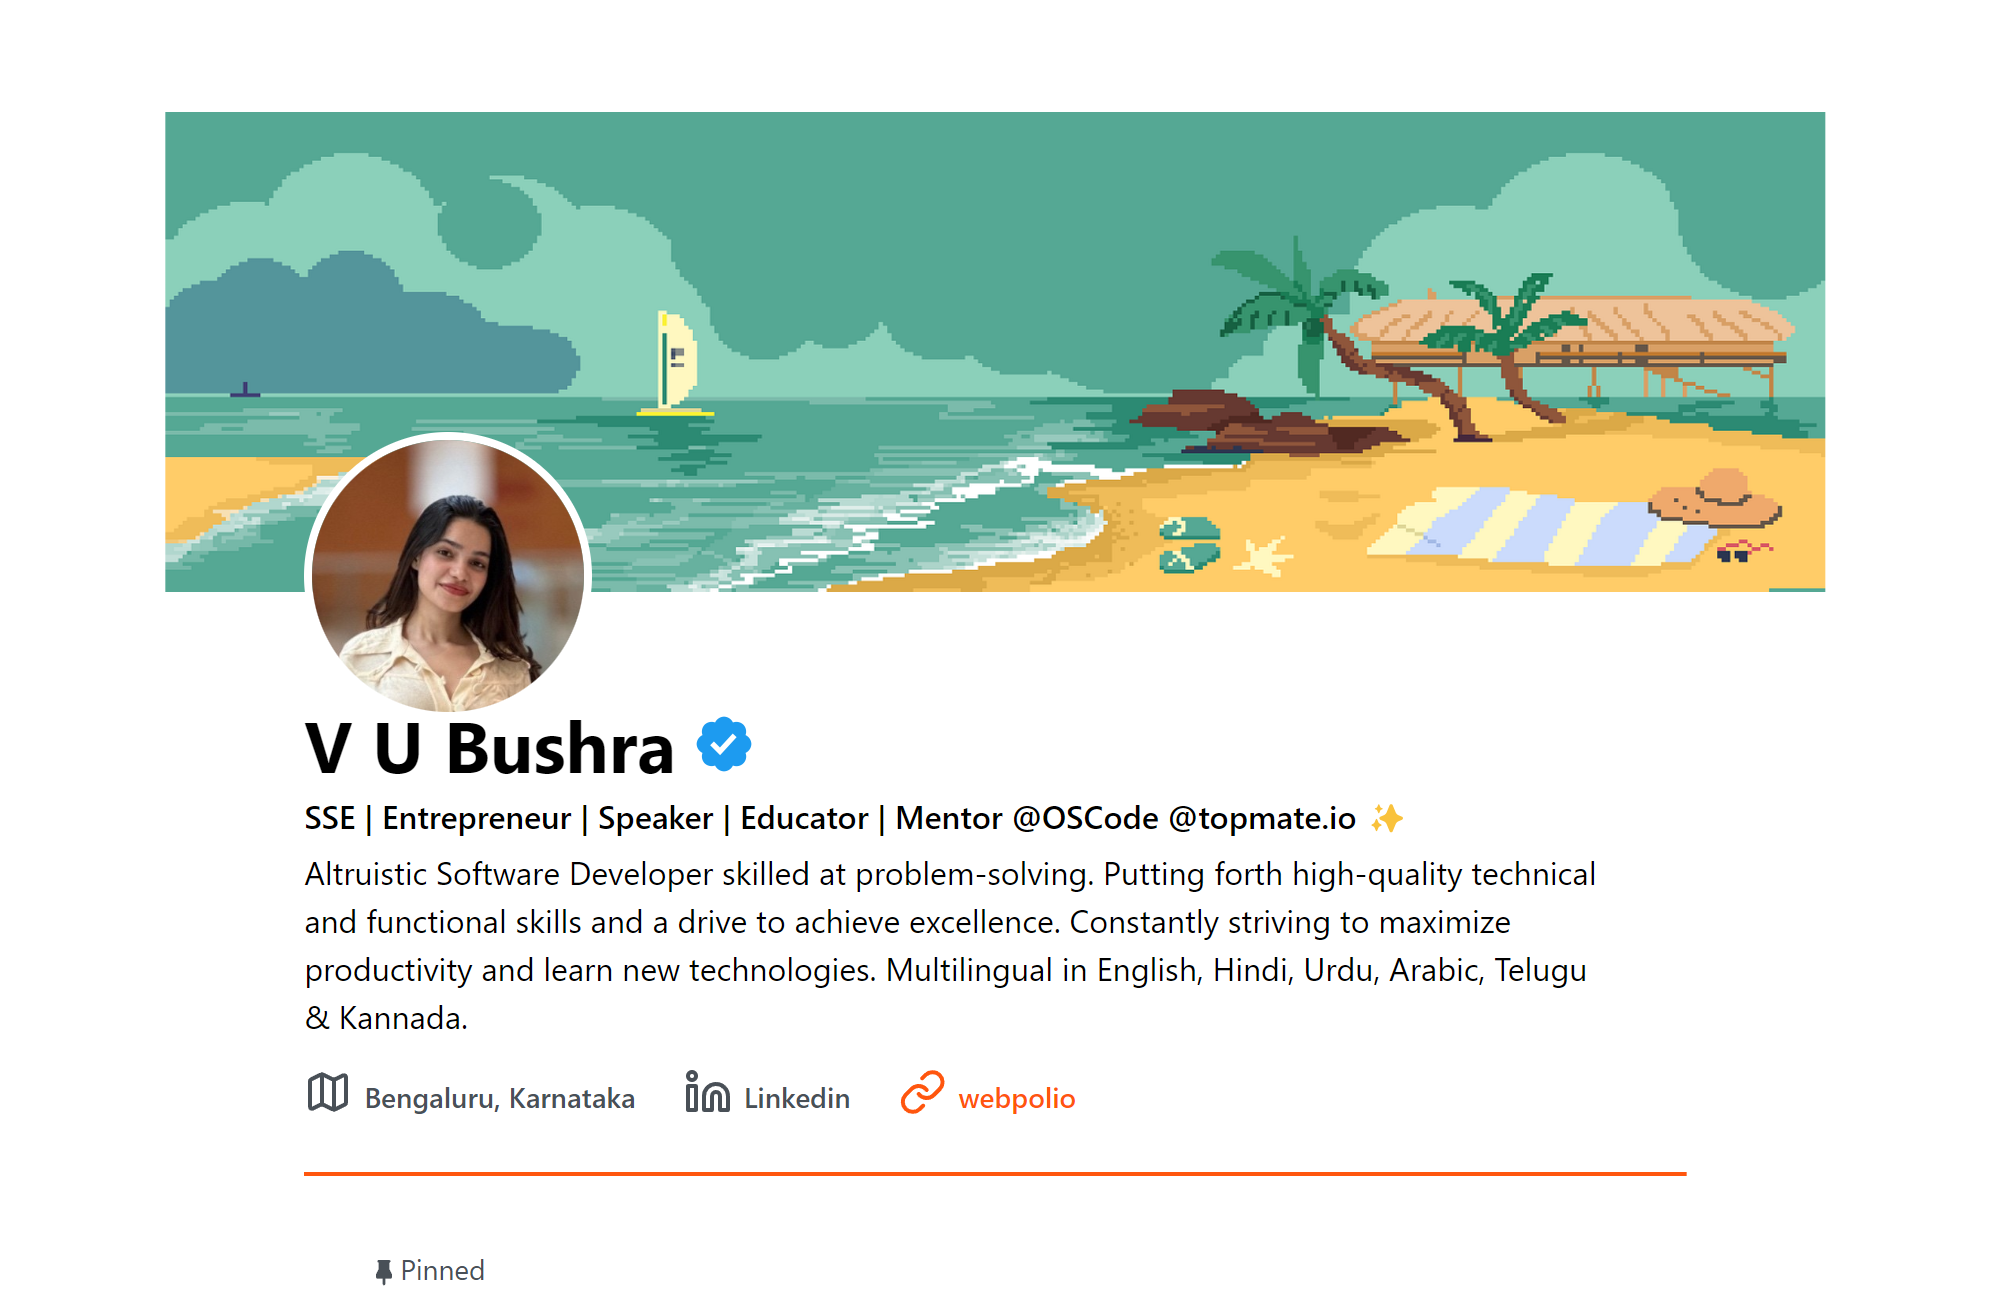 V U Bushra
SSE | Entrepreneur | Speaker | Educator | Mentor @OSCode @topmate.io ✨
Altruistic Software Developer skilled at problem-solving. Putting forth high-quality technical
and functional skills and a drive to achieve excellence. Constantly striving to maximize
productivity and learn new technologies. Multilingual in English, Hindi, Urdu, Arabic, Telugu
& Kannada.
Bengaluru, Karnataka Linkedin webpolio
Pinned